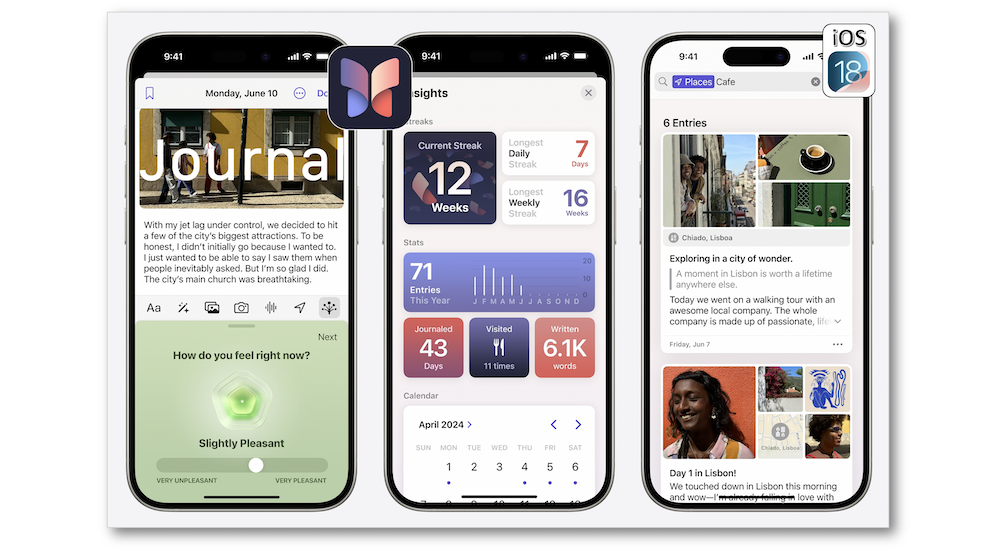 9:41
Monday, June 10
Journal
With my jet lag under control, we decided to hit
a few of the city's biggest attractions. To be
honest, I didn't initially go because I wanted to.
I just wanted to be able to say I saw them when
people inevitably asked. But I'm so glad I did.
The city's main church was breathtaking.
Aa
Next
How do you feel right now?
Slightly Pleasant
VERY UNPLEASANT
VERY PLEASANT
9:41
Streaks
Current Streak
12
Weeks
Longest
Daily
Streak
7
Days
Longest
Weekly
Streak
16
Weeks
Stats
71
Entries
This Year
20
10
0
J F M A M J J A S O N D
Journaled
43
Days
Visited
11 times
Written
6.1K
words
Calendar
April 2024
SUN MON TUE WED THU FRI SAT
1 2 3 4 5 6
9:41
iOS
18
Places Cafe
6 Entries
Chiado, Lisboa
Exploring in a city of wonder.
A moment in Lisbon is worth a lifetime
anywhere else.
Today we went on a walking tour with an
awesome local company. The whole
company is made up of passionate, life
Friday, Jun 7
Chiado, Lisboa
Day 1 in Lisbon!
We touched down in Lisbon this morning
and wow—I'm already falling in love with